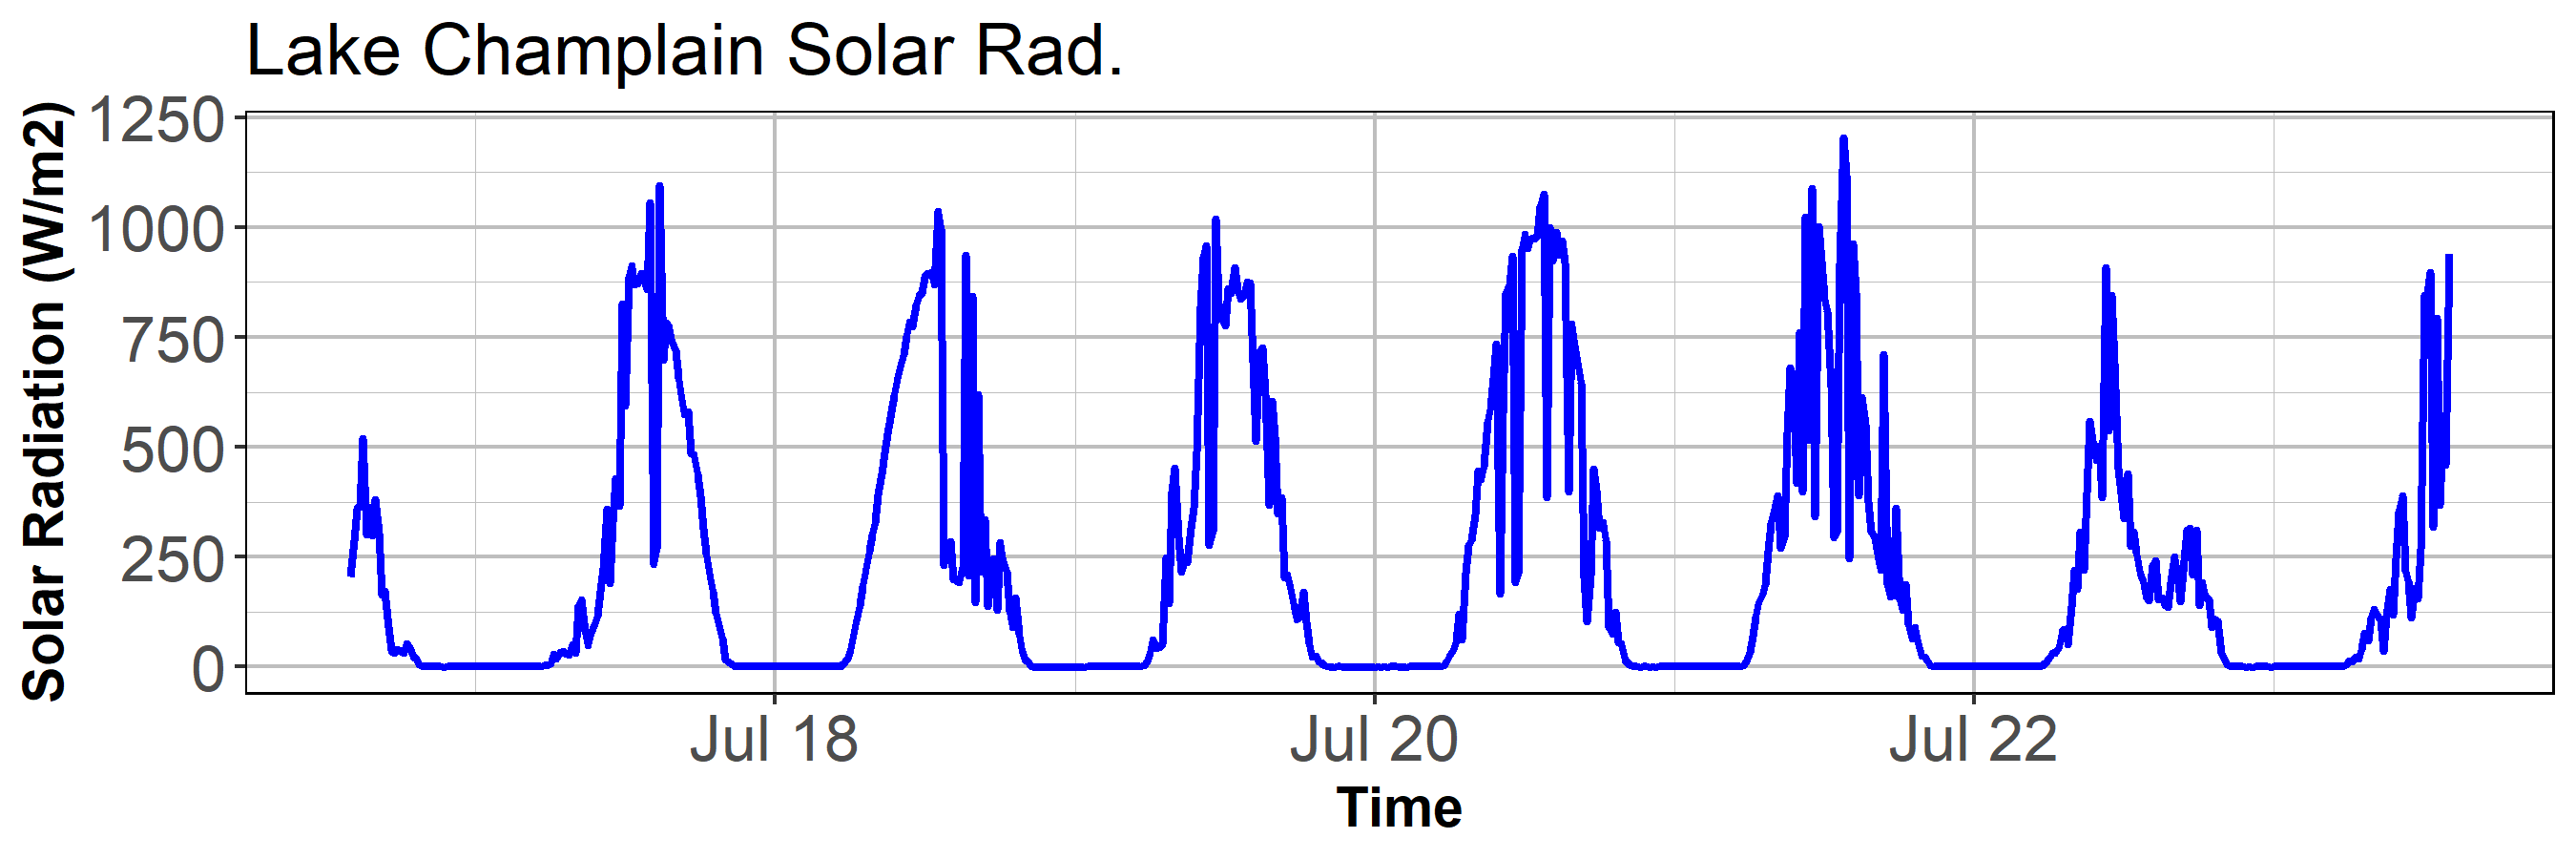 Lake Champlain Solar Rad.
Solar Radiation (W/m2)
1250
1000
750
500
250
0
Jul 18 Jul 20 Jul 22
Time